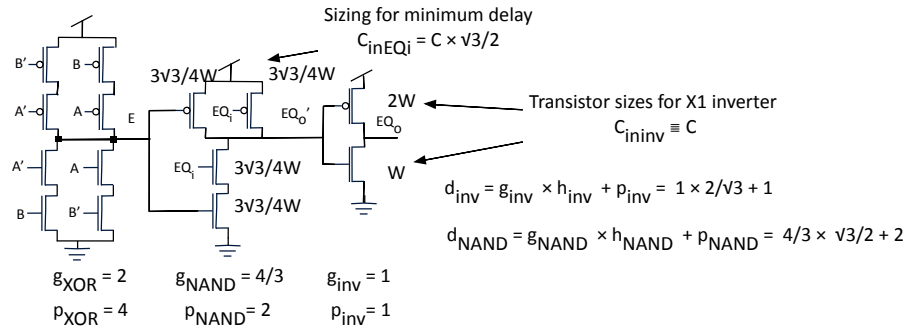 Sizing for minimum delay
C_inEQi = C × √3/2
B'
B
3√3/4W
3√3/4W
A'
A
E
EQ_i
EQ_o'
2W
EQ_o
Transistor sizes for X1 inverter
C_ininv ≡ C
A'
A
EQ_i
3√3/4W
W
B
B'
3√3/4W
d_inv = g_inv × h_inv + p_inv = 1 × 2/√3 + 1
d_NAND = g_NAND × h_NAND + p_NAND = 4/3 × √3/2 + 2
g_XOR = 2
g_NAND = 4/3
g_inv = 1
p_XOR = 4
p_NAND = 2
p_inv = 1